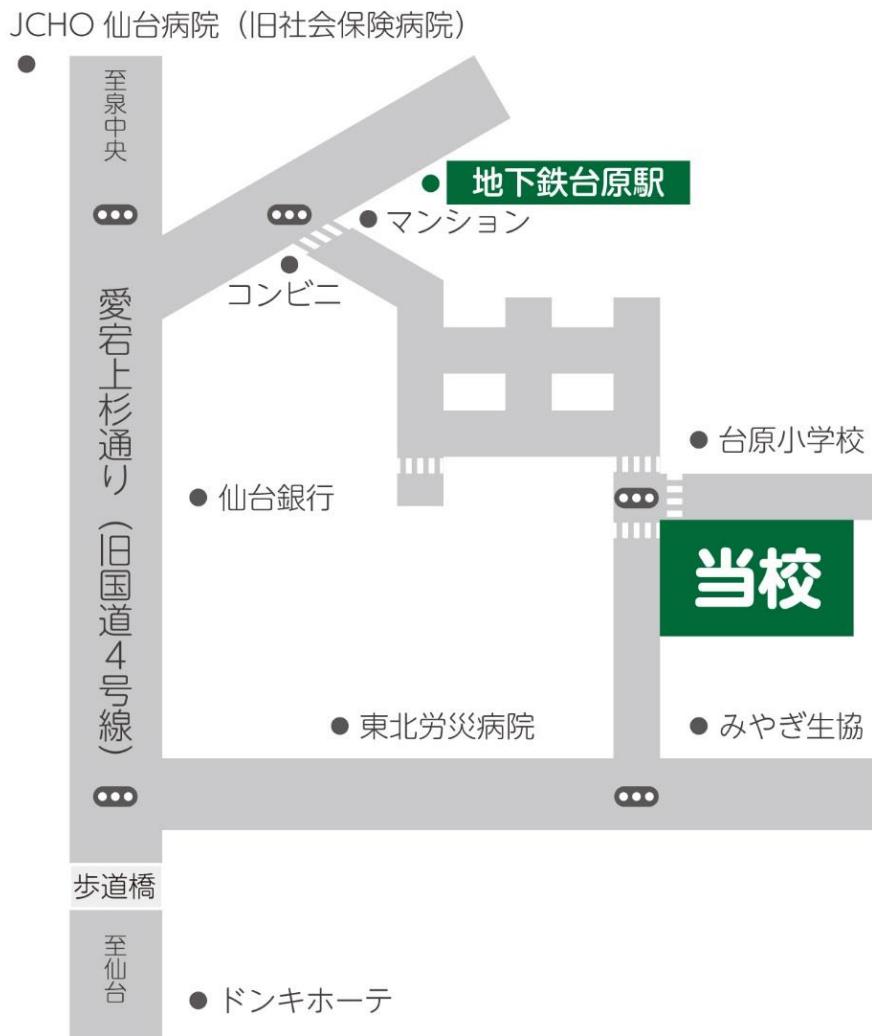 JCHO 仙台病院（旧社会保険病院）
至泉中央
地下鉄台原駅
マンション
コンビニ
愛宕上杉通り（旧国道4号線）
台原小学校
仙台銀行
当校
東北労災病院
みやぎ生協
歩道橋
至仙台
ドンキホーテ